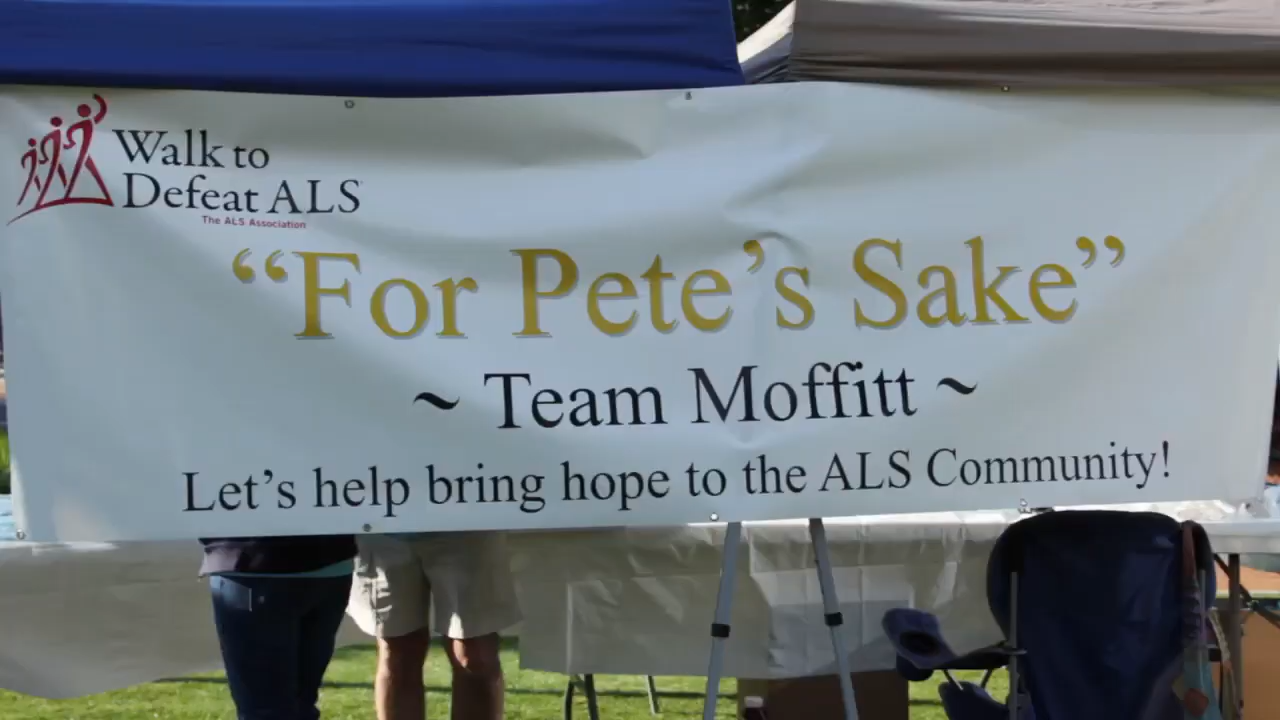 Walk to
Defeat ALS
The ALS Association
“For Pete’s Sake”
~ Team Moffitt ~
Let’s help bring hope to the ALS Community!